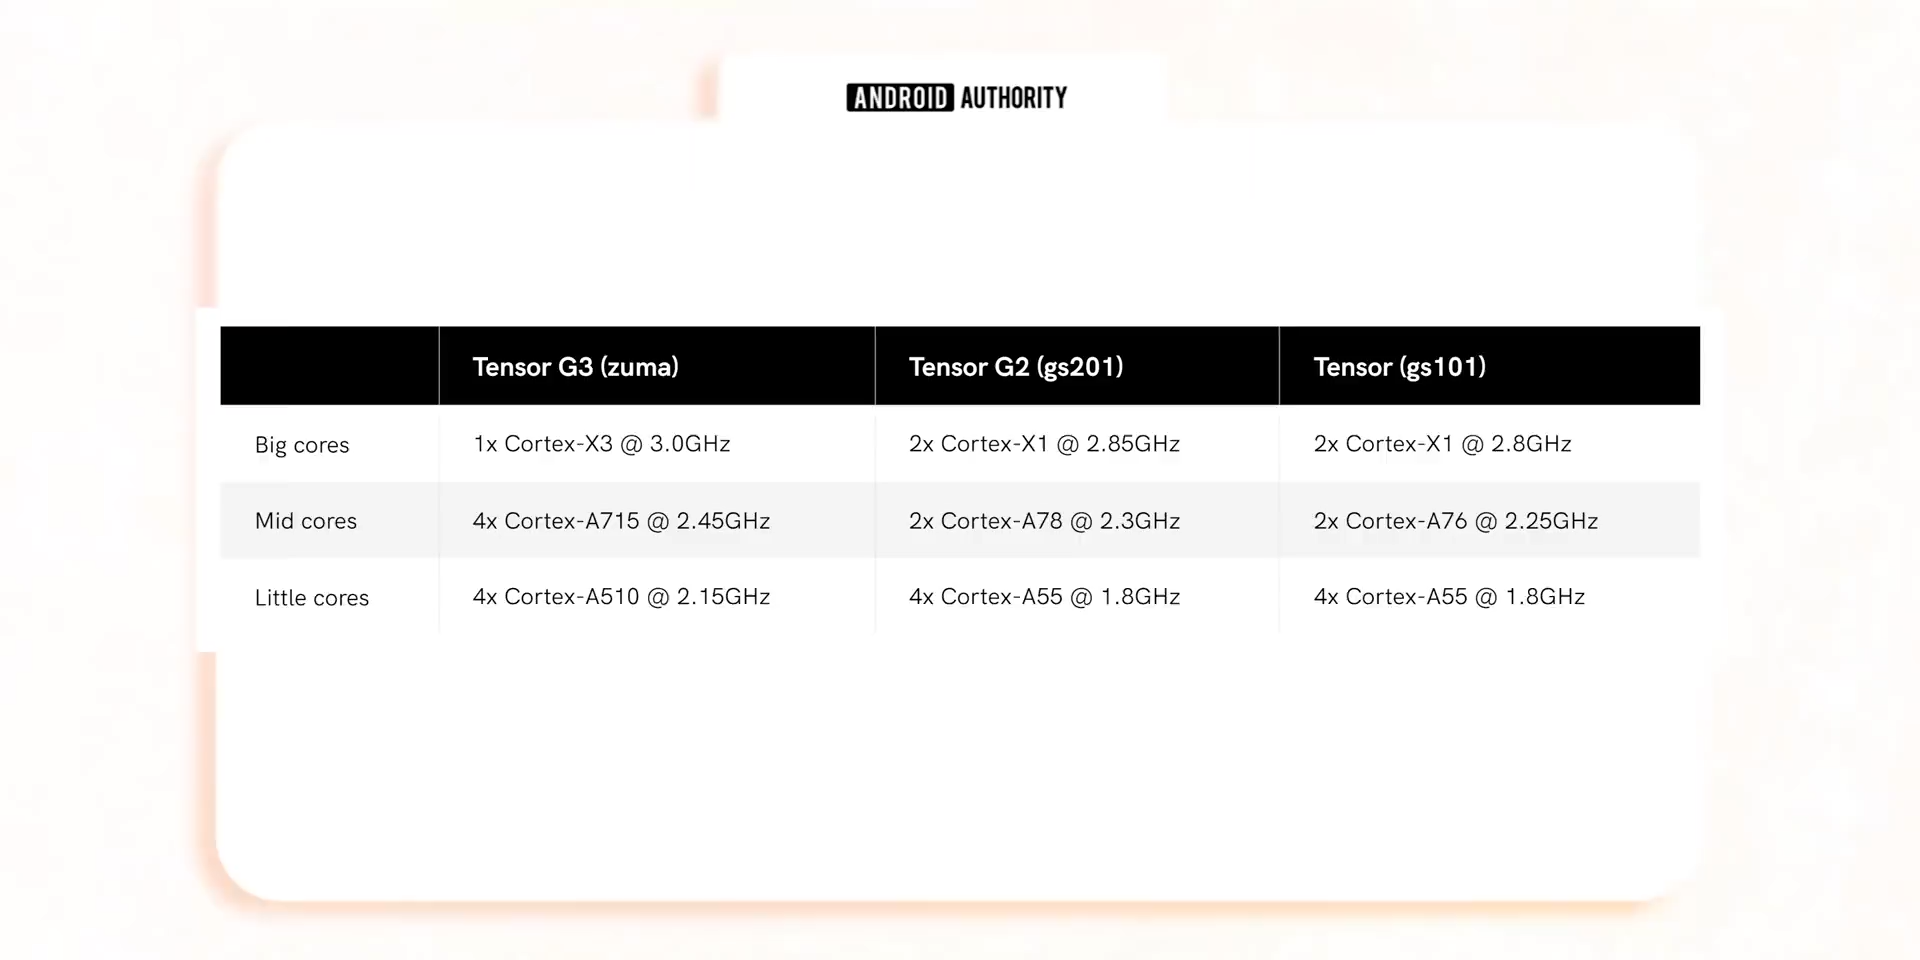 ANDROID AUTHORITY
Tensor G3 (zuma) Tensor G2 (gs201) Tensor (gs101)
Big cores 1x Cortex-X3 @ 3.0GHz 2x Cortex-X1 @ 2.85GHz 2x Cortex-X1 @ 2.8GHz
Mid cores 4x Cortex-A715 @ 2.45GHz 2x Cortex-A78 @ 2.3GHz 2x Cortex-A76 @ 2.25GHz
Little cores 4x Cortex-A510 @ 2.15GHz 4x Cortex-A55 @ 1.8GHz 4x Cortex-A55 @ 1.8GHz